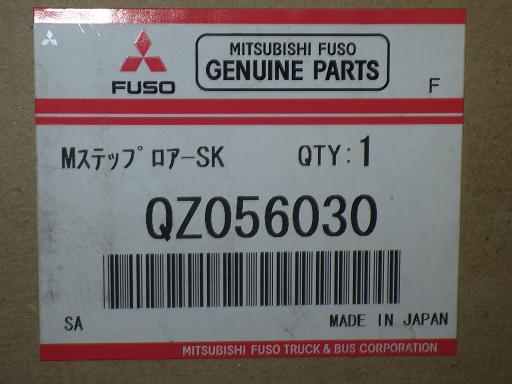 FUSO
MITSUBISHI FUSO
GENUINE PARTS
F
Mステップ ロアｰSK QTY:1
QZ056030
SA MADE IN JAPAN
MITSUBISHI FUSO TRUCK & BUS CORPORATION